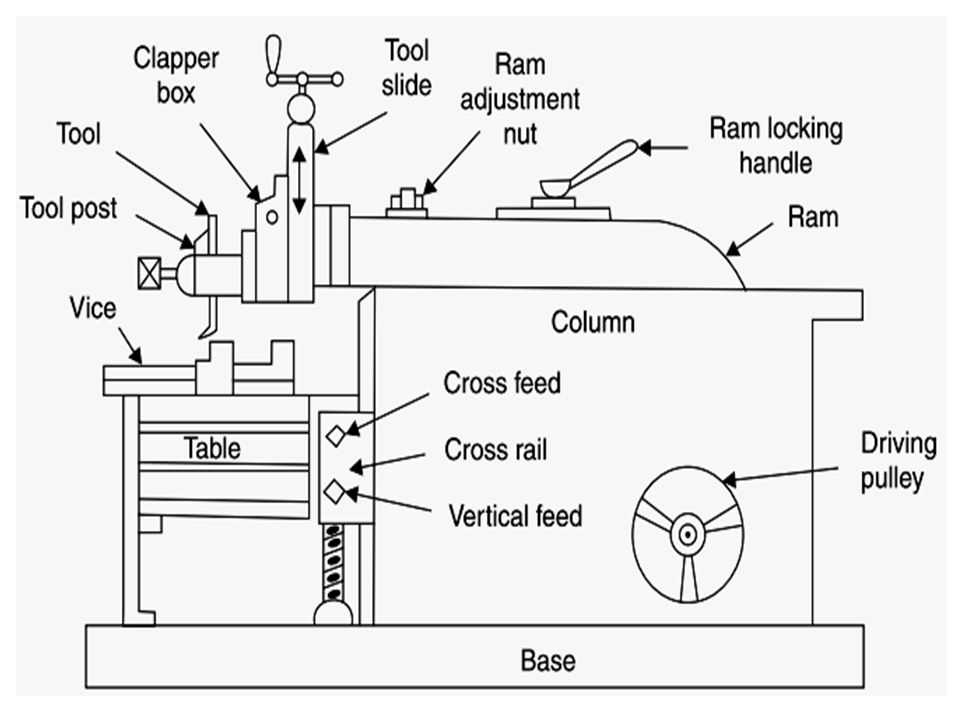 Clapper
box
Tool
slide
Ram
adjustment
nut
Ram locking
handle
Tool
Tool post
Ram
Vice
Column
Cross feed
Table
Cross rail
Driving
pulley
Vertical feed
Base